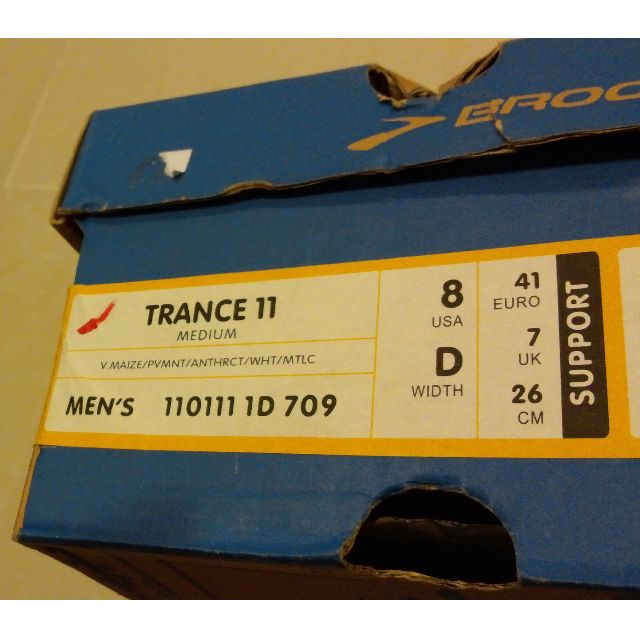 BROO
TRANCE 11
MEDIUM
V.MAIZE/PVMNT/ANTHRCT/WHT/MTLC
MEN'S 110111 1D 709
8
USA
D
WIDTH
41
EURO
7
UK
26
CM
SUPPORT